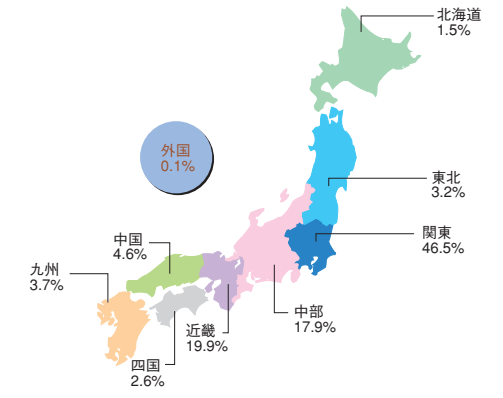 北海道
1.5%
外国
0.1%
東北
3.2%
関東
46.5%
中国
4.6%
九州
3.7%
中部
17.9%
近畿
19.9%
四国
2.6%